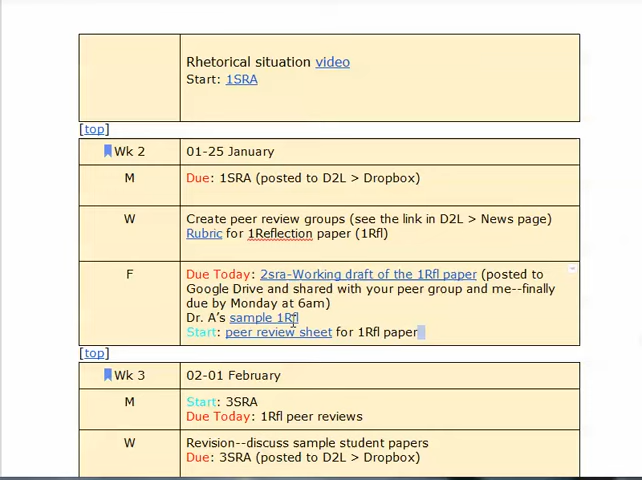 Rhetorical situation video
Start: 1SRA
[top]
Wk 2 01-25 January
M Due: 1SRA (posted to D2L > Dropbox)
W Create peer review groups (see the link in D2L > News page)
Rubric for 1Reflection paper (1Rfl)
F Due Today: 2sra-Working draft of the 1Rfl paper (posted to
Google Drive and shared with your peer group and me--finally
due by Monday at 6am)
Dr. A's sample 1Rfl
Start: peer review sheet for 1Rfl paper
[top]
Wk 3 02-01 February
M Start: 3SRA
Due Today: 1Rfl peer reviews
W Revision--discuss sample student papers
Due: 3SRA (posted to D2L > Dropbox)